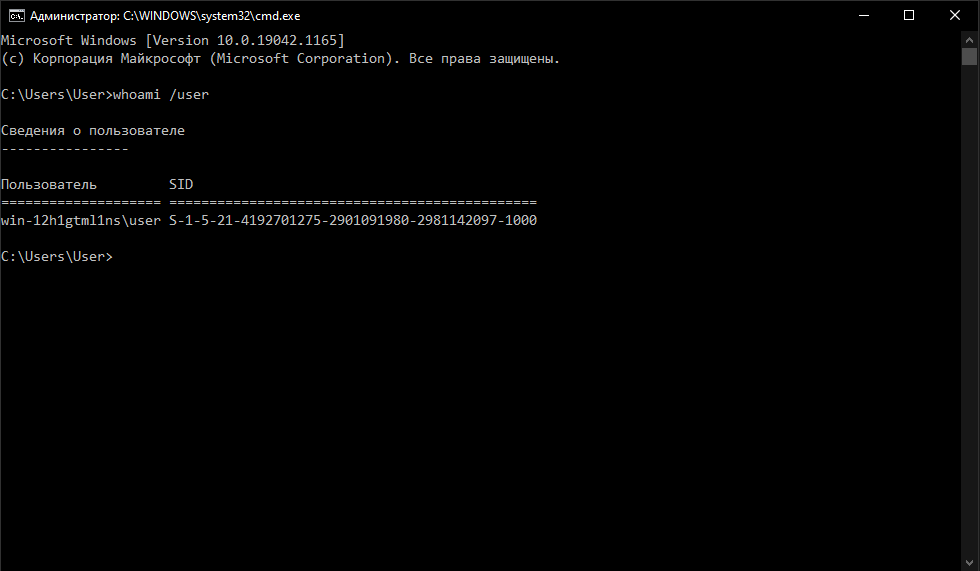 Администратор: C:\WINDOWS\system32\cmd.exe
Microsoft Windows [Version 10.0.19042.1165]
(c) Корпорация Майкрософт (Microsoft Corporation). Все права защищены.
C:\Users\User>whoami /user
Сведения о пользователе
----------------
Пользователь         SID
==================== ==============================================
win-12h1gtml1ns\user S-1-5-21-4192701275-2901091980-2981142097-1000
C:\Users\User>